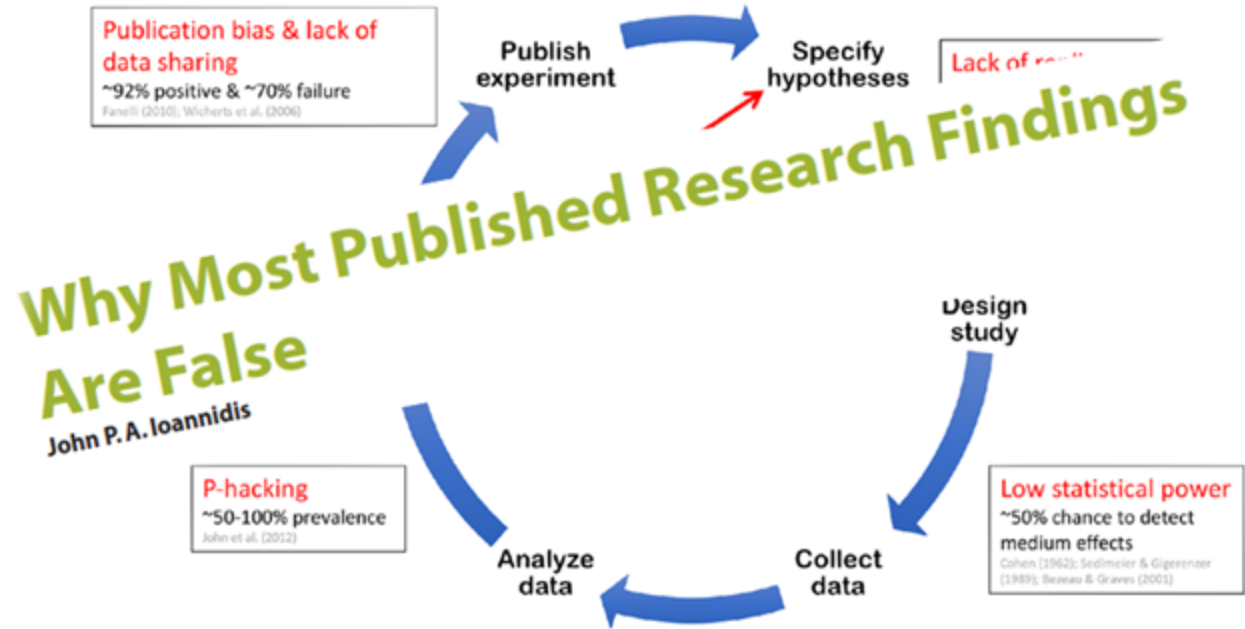 Publication bias & lack of
data sharing
~92% positive & ~70% failure
Fanelli (2010); Wicherts et al. (2006)
Publish
experiment
Specify
hypotheses
Lack of
Why Most Published Research Findings
Are False
John P. A. Ioannidis
Design
study
P-hacking
~50-100% prevalence
John et al. (2012)
Low statistical power
~50% chance to detect
medium effects
Cohen (1962); Sedlmeier & Gigerenzer
(1989); Bezeau & Graves (2001)
Analyze
data
Collect
data